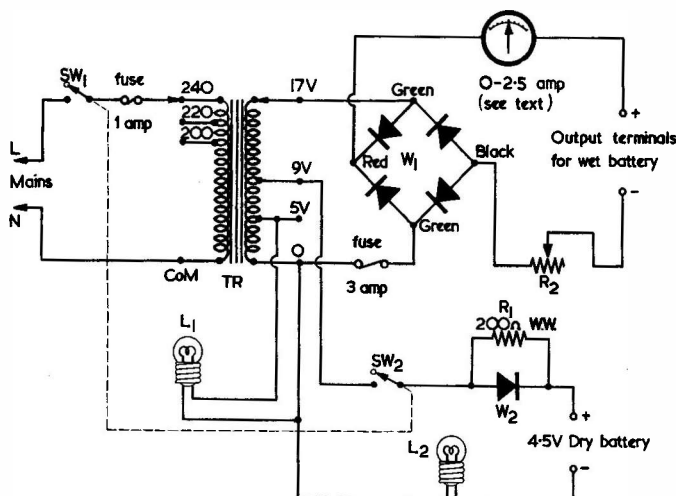 SW1
fuse
1 amp
240
220
200
17V
9V
5V
O
L
Mains
N
CoM
TR
Green
Red
W1
Black
Green
fuse
3 amp
O-2·5 amp
(see text)
+
Output terminals
for wet battery
-
R2
L1
SW2
R1
200Ω W.W.
W2
+
4·5V Dry battery
-
L2